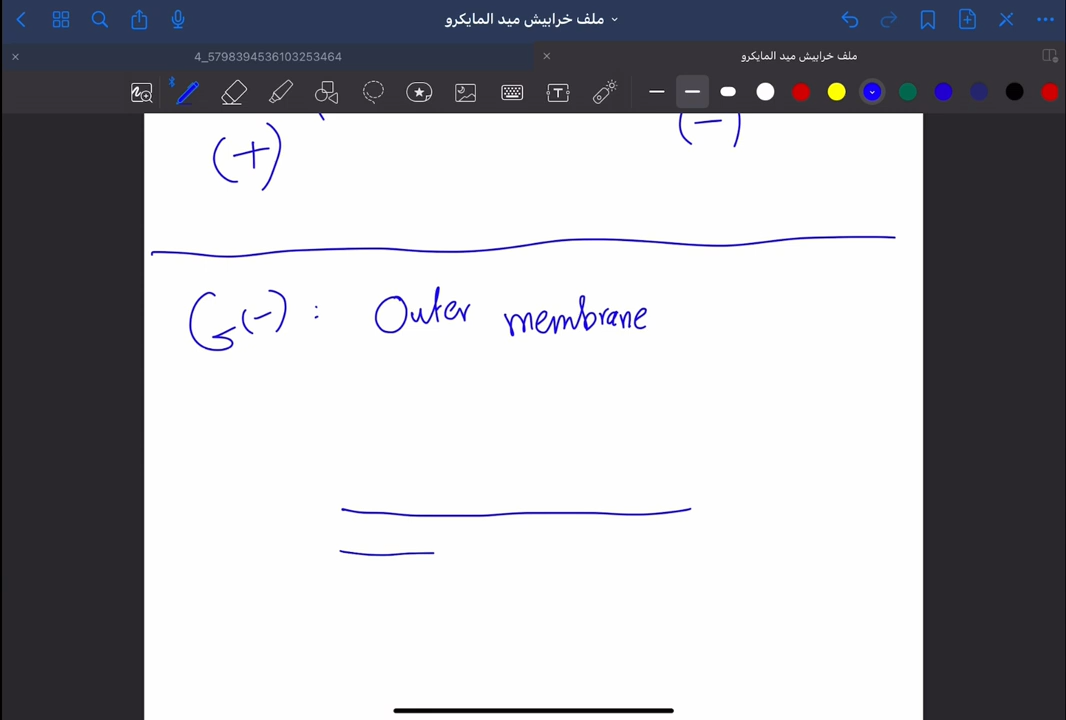 ملف خرابيش ميد المايكرو
4_5798394536103253464
ملف خرابيش ميد المايكرو
(+)
(-)
G(-) : Outer membrane